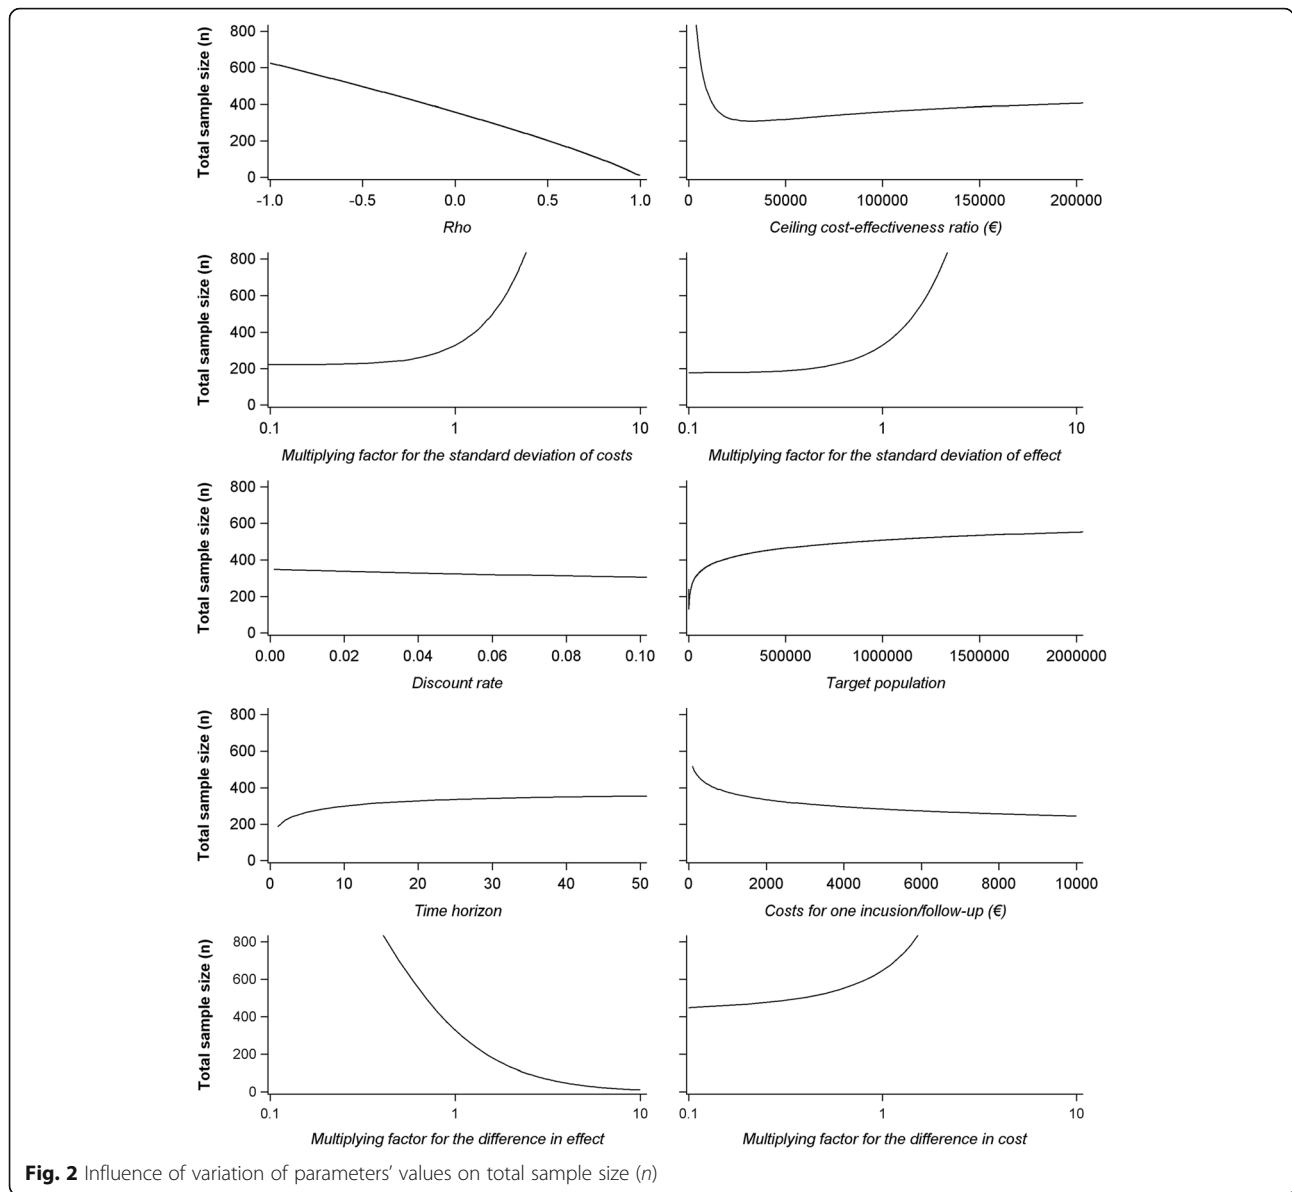 Total sample size (n)
800
600
400
200
0
-1.0 -0.5 0.0 0.5 1.0
Rho
0 50000 100000 150000 200000
Ceiling cost-effectiveness ratio (€)
Total sample size (n)
800
600
400
200
0
0.1 1 10
Multiplying factor for the standard deviation of costs
0.1 1 10
Multiplying factor for the standard deviation of effect
Total sample size (n)
800
600
400
200
0
0.00 0.02 0.04 0.06 0.08 0.10
Discount rate
0 500000 1000000 1500000 2000000
Target population
Total sample size (n)
800
600
400
200
0
0 10 20 30 40 50
Time horizon
0 2000 4000 6000 8000 10000
Costs for one incusion/follow-up (€)
Total sample size (n)
800
600
400
200
0
0.1 1 10
Multiplying factor for the difference in effect
0.1 1 10
Multiplying factor for the difference in cost
Fig. 2 Influence of variation of parameters’ values on total sample size (n)